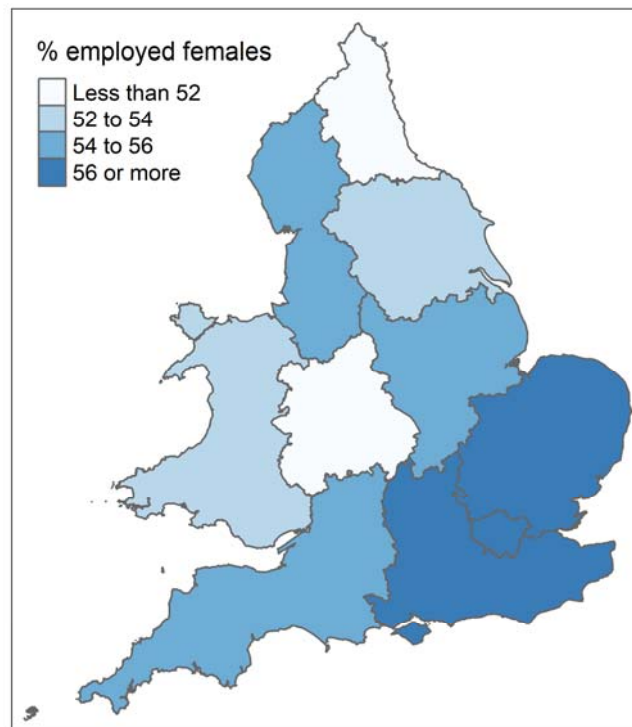 % employed females
Less than 52
52 to 54
54 to 56
56 or more